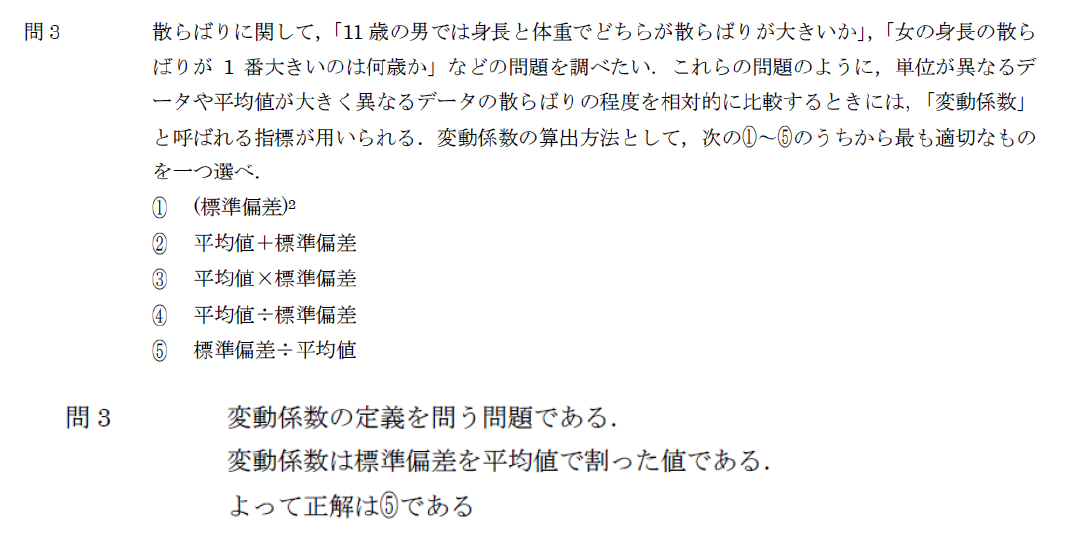 問3 散らばりに関して,「11歳の男では身長と体重でどちらが散らばりが大きいか」,「女の身長の散ら
ばりが 1 番大きいのは何歳か」などの問題を調べたい.これらの問題のように,単位が異なるデ
ータや平均値が大きく異なるデータの散らばりの程度を相対的に比較するときには,「変動係数」
と呼ばれる指標が用いられる.変動係数の算出方法として,次の①~⑤のうちから最も適切なもの
を一つ選べ.
① (標準偏差)²
② 平均値+標準偏差
③ 平均値×標準偏差
④ 平均値÷標準偏差
⑤ 標準偏差÷平均値
問3 変動係数の定義を問う問題である.
変動係数は標準偏差を平均値で割った値である.
よって正解は⑤である